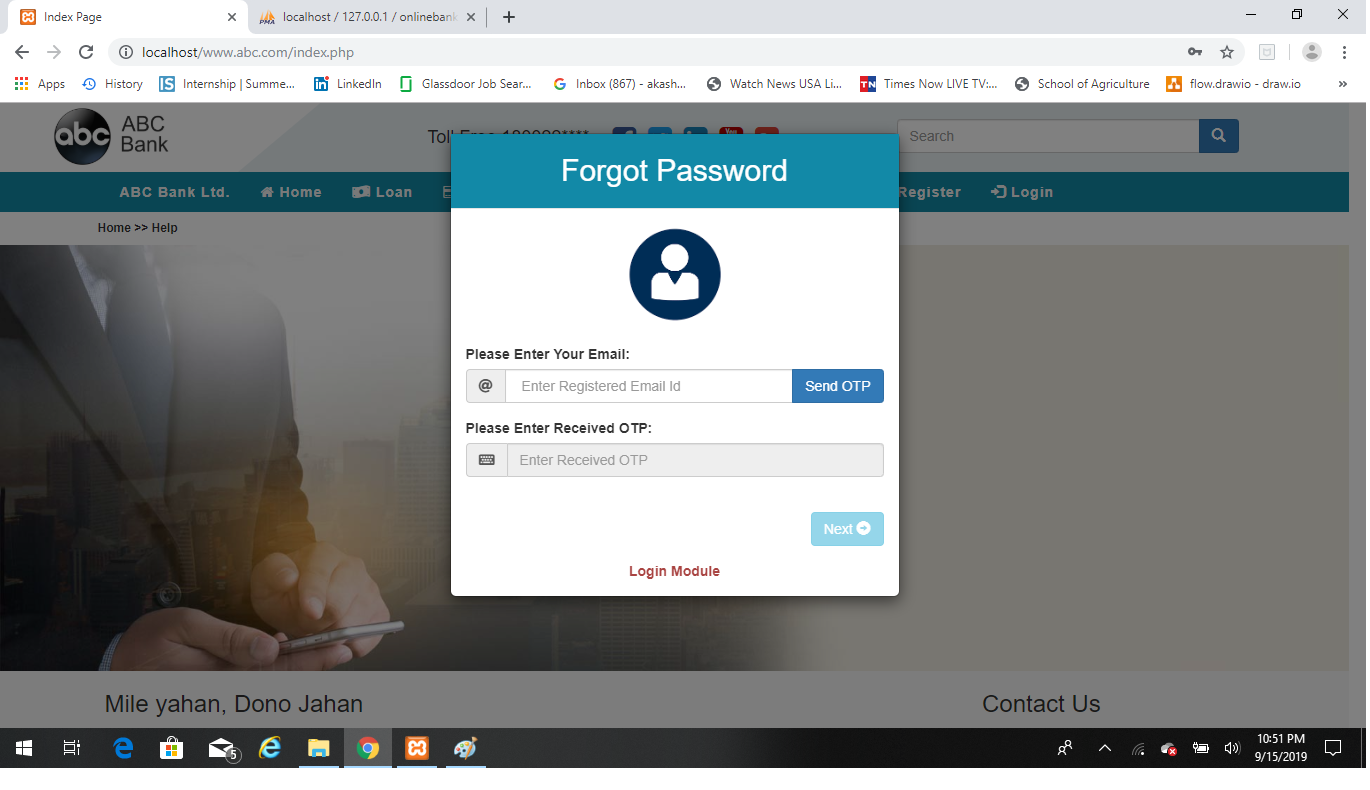 Index Page
localhost / 127.0.0.1 / onlinebank
localhost/www.abc.com/index.php
Apps
History
Internship | Summe...
LinkedIn
Glassdoor Job Sear...
Inbox (867) - akash...
Watch News USA Li...
TN
Times Now LIVE TV:...
School of Agriculture
flow.drawio - draw.io
»
abc
ABC
Bank
Search
ABC Bank Ltd.
Home
Loan
Register
Login
Home >> Help
Forgot Password
Please Enter Your Email:
@
Enter Registered Email Id
Send OTP
Please Enter Received OTP:
Enter Received OTP
Next
Login Module
Mile yahan, Dono Jahan
Contact Us
5
10:51 PM
9/15/2019